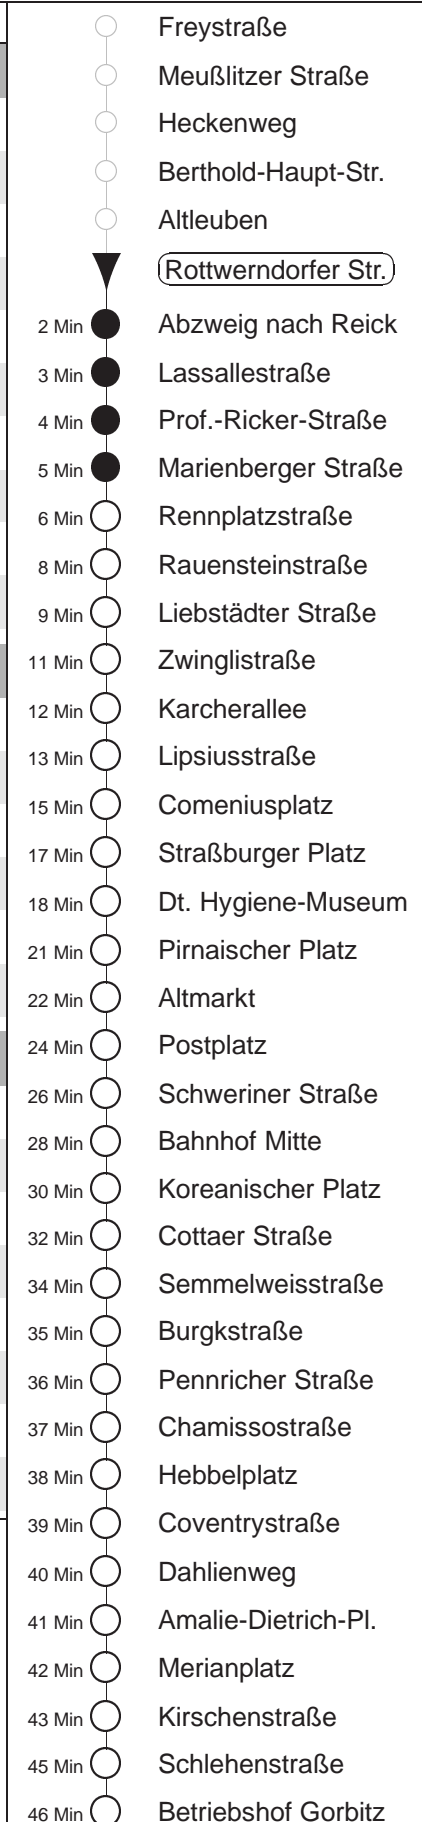 Freystraße
Meußlitzer Straße
Heckenweg
Berthold-Haupt-Str.
Altleuben
Rottwerndorfer Str.
2 Min Abzweig nach Reick
3 Min Lassallestraße
4 Min Prof.-Ricker-Straße
5 Min Marienberger Straße
6 Min Rennplatzstraße
8 Min Rauensteinstraße
9 Min Liebstädter Straße
11 Min Zwinglistraße
12 Min Karcherallee
13 Min Lipsiusstraße
15 Min Comeniusplatz
17 Min Straßburger Platz
18 Min Dt. Hygiene-Museum
21 Min Pirnaischer Platz
22 Min Altmarkt
24 Min Postplatz
26 Min Schweriner Straße
28 Min Bahnhof Mitte
30 Min Koreanischer Platz
32 Min Cottaer Straße
34 Min Semmelweisstraße
35 Min Burgkstraße
36 Min Pennricher Straße
37 Min Chamissostraße
38 Min Hebbelplatz
39 Min Coventrystraße
40 Min Dahlienweg
41 Min Amalie-Dietrich-Pl.
42 Min Merianplatz
43 Min Kirschenstraße
45 Min Schlehenstraße
46 Min Betriebshof Gorbitz